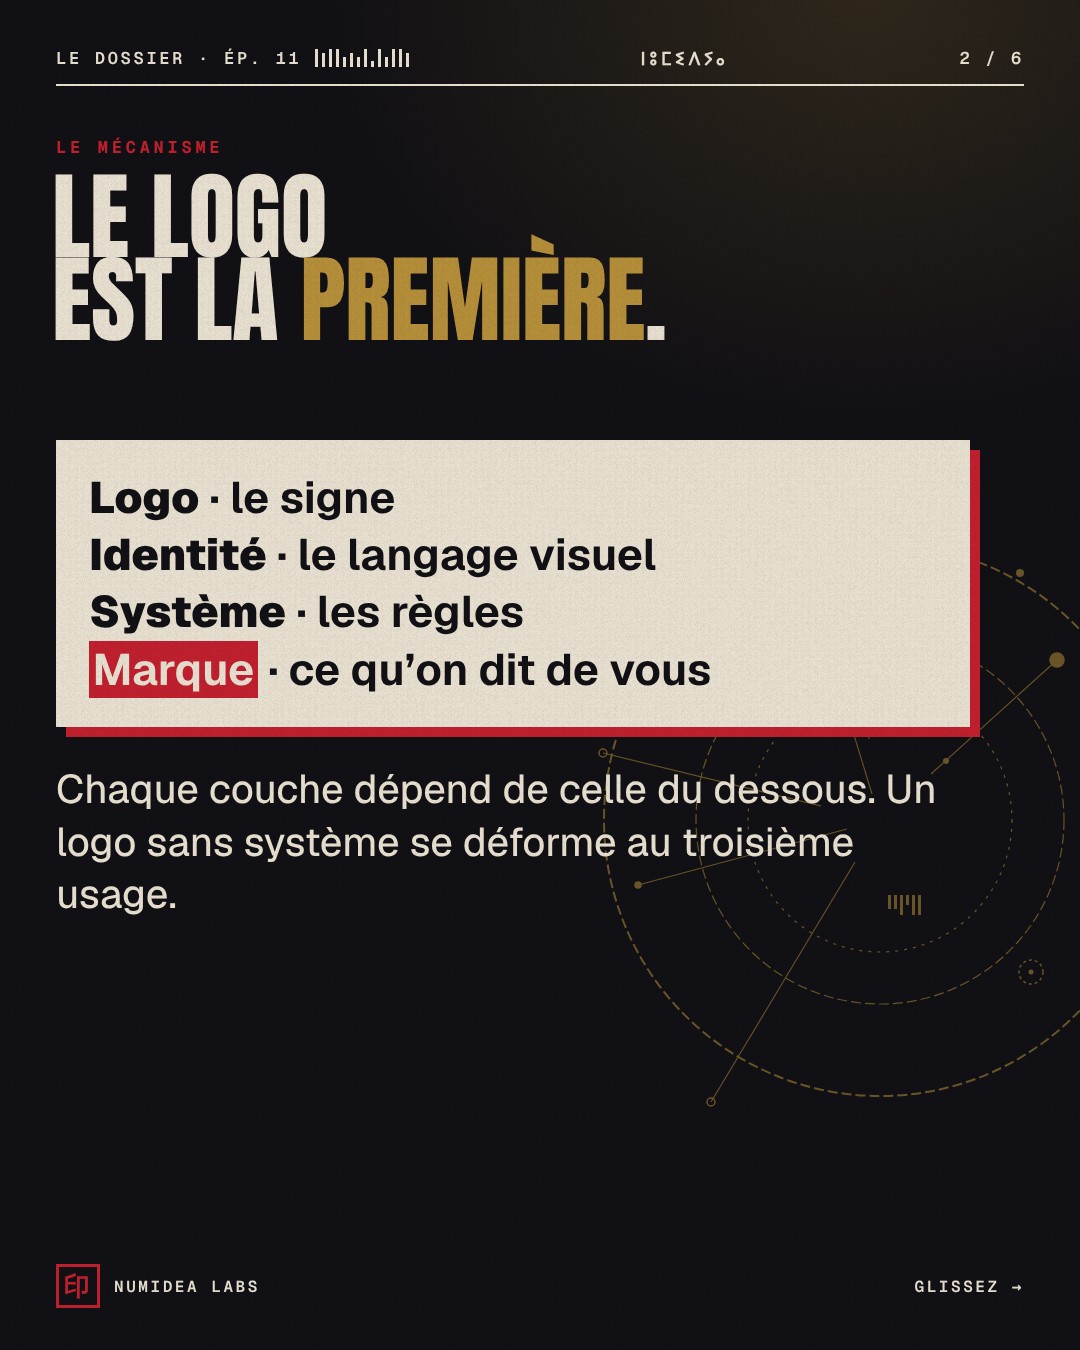 LE DOSSIER · ÉP. 11
ⵏⵓⵎⵉⴷⵢⴰ
2 / 6
LE MÉCANISME
LE LOGO
EST LA PREMIÈRE.
Logo · le signe
Identité · le langage visuel
Système · les règles
Marque · ce qu’on dit de vous
Chaque couche dépend de celle du dessous. Un
logo sans système se déforme au troisième
usage.
印 NUMIDEA LABS
GLISSEZ →